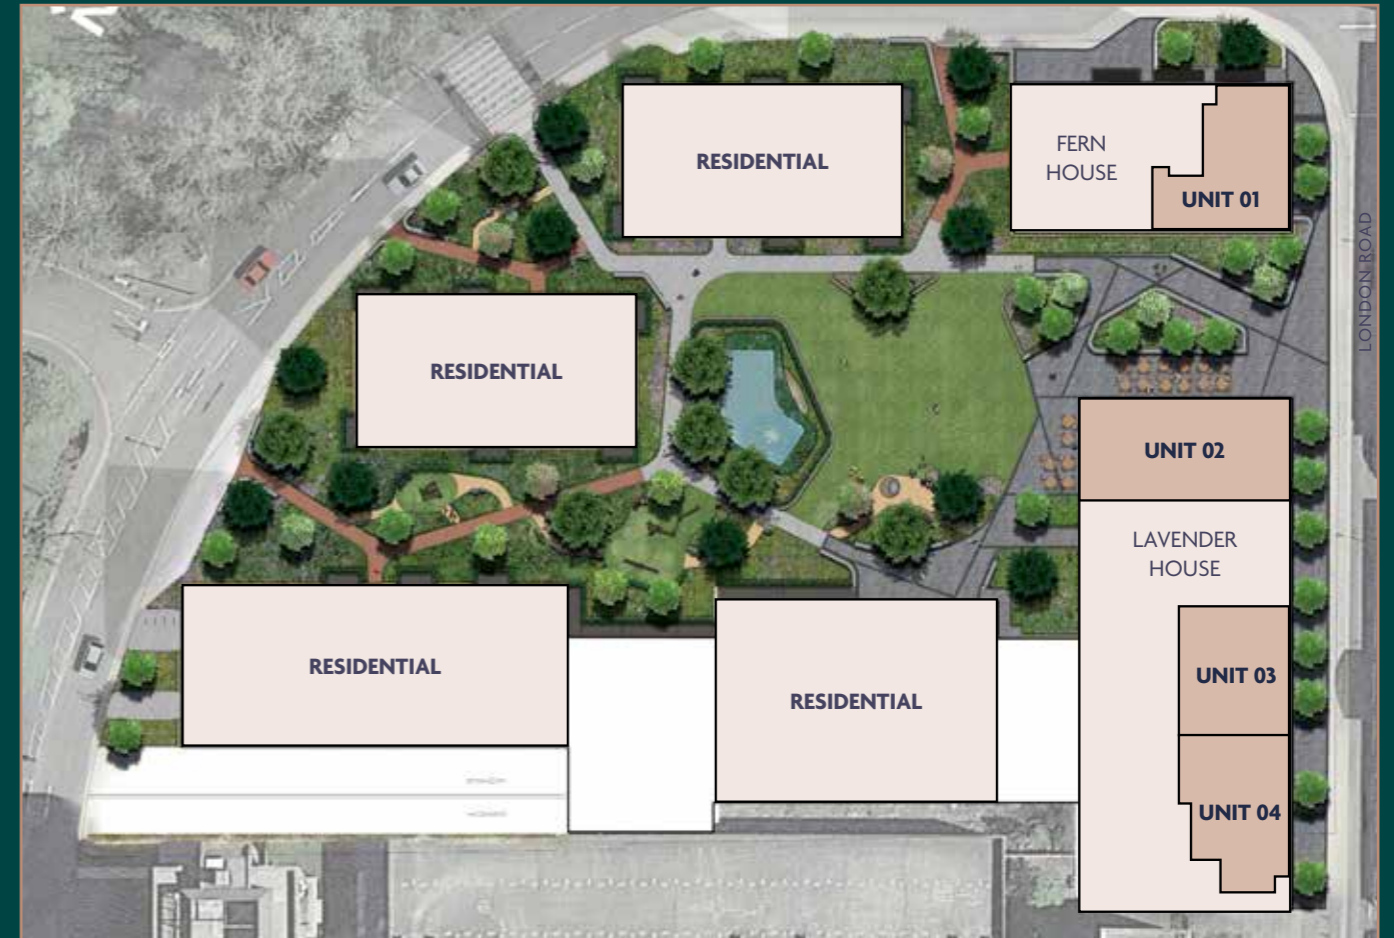 RESIDENTIAL
FERN
HOUSE
UNIT 01
LONDON ROAD
RESIDENTIAL
UNIT 02
LAVENDER
HOUSE
RESIDENTIAL
RESIDENTIAL
UNIT 03
UNIT 04